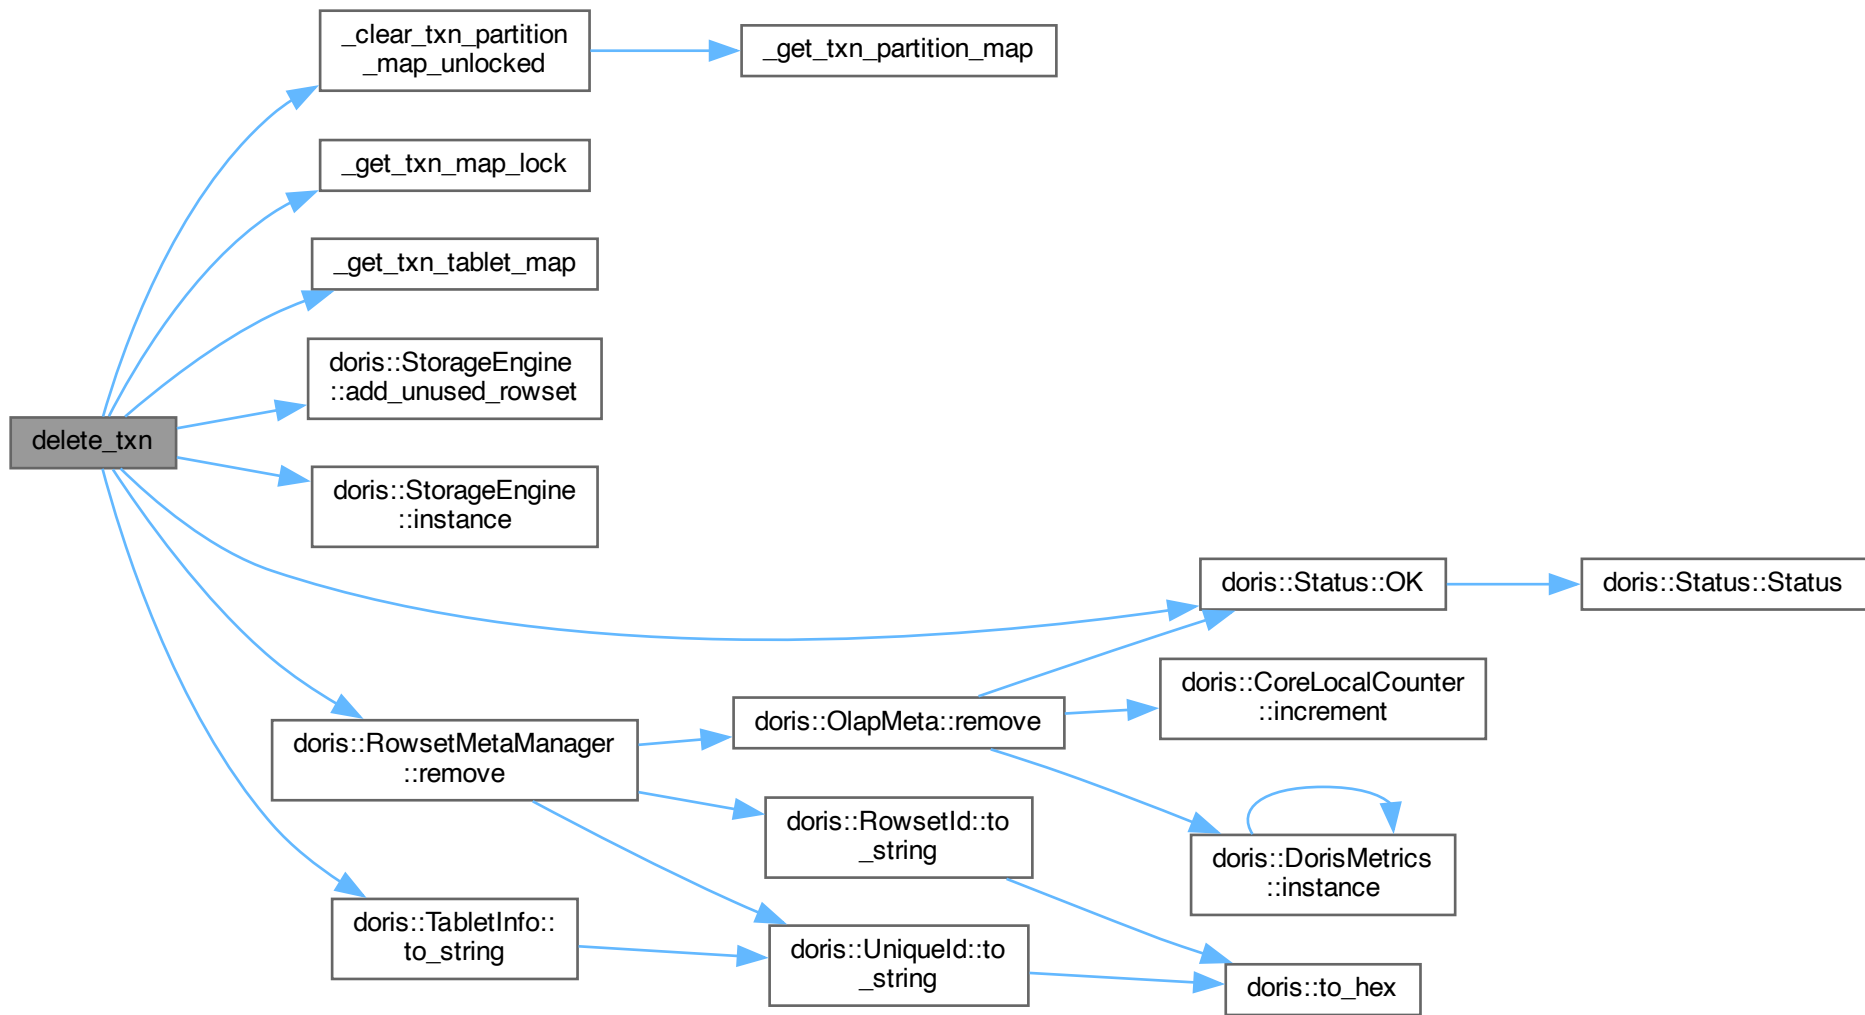 _clear_txn_partition
_map_unlocked
_get_txn_partition_map
_get_txn_map_lock
_get_txn_tablet_map
doris::StorageEngine
::add_unused_rowset
delete_txn
doris::StorageEngine
::instance
doris::Status::OK
doris::Status::Status
doris::RowsetMetaManager
::remove
doris::OlapMeta::remove
doris::CoreLocalCounter
::increment
doris::RowsetId::to
_string
doris::DorisMetrics
::instance
doris::TabletInfo::
to_string
doris::UniqueId::to
_string
doris::to_hex